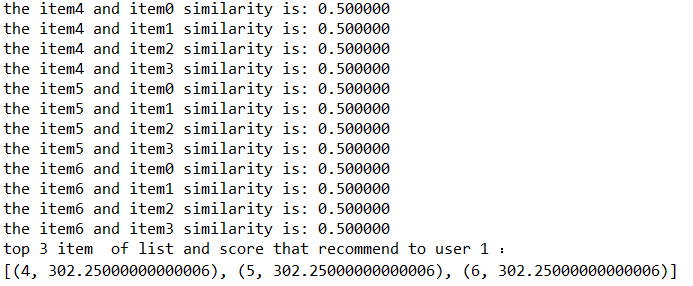 the item4 and item0 similarity is: 0.500000
the item4 and item1 similarity is: 0.500000
the item4 and item2 similarity is: 0.500000
the item4 and item3 similarity is: 0.500000
the item5 and item0 similarity is: 0.500000
the item5 and item1 similarity is: 0.500000
the item5 and item2 similarity is: 0.500000
the item5 and item3 similarity is: 0.500000
the item6 and item0 similarity is: 0.500000
the item6 and item1 similarity is: 0.500000
the item6 and item2 similarity is: 0.500000
the item6 and item3 similarity is: 0.500000
top 3 item  of list and score that recommend to user 1 :
[(4, 302.25000000000006), (5, 302.25000000000006), (6, 302.25000000000006)]